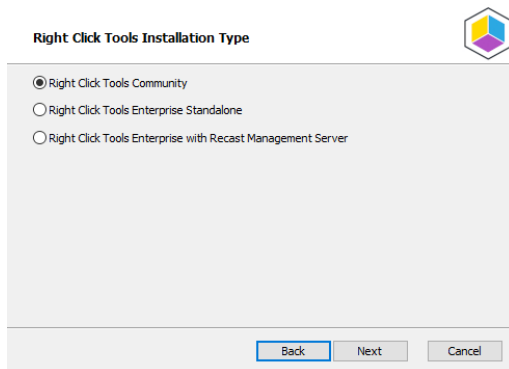 Right Click Tools Installation Type
Right Click Tools Community
Right Click Tools Enterprise Standalone
Right Click Tools Enterprise with Recast Management Server
Back Next Cancel